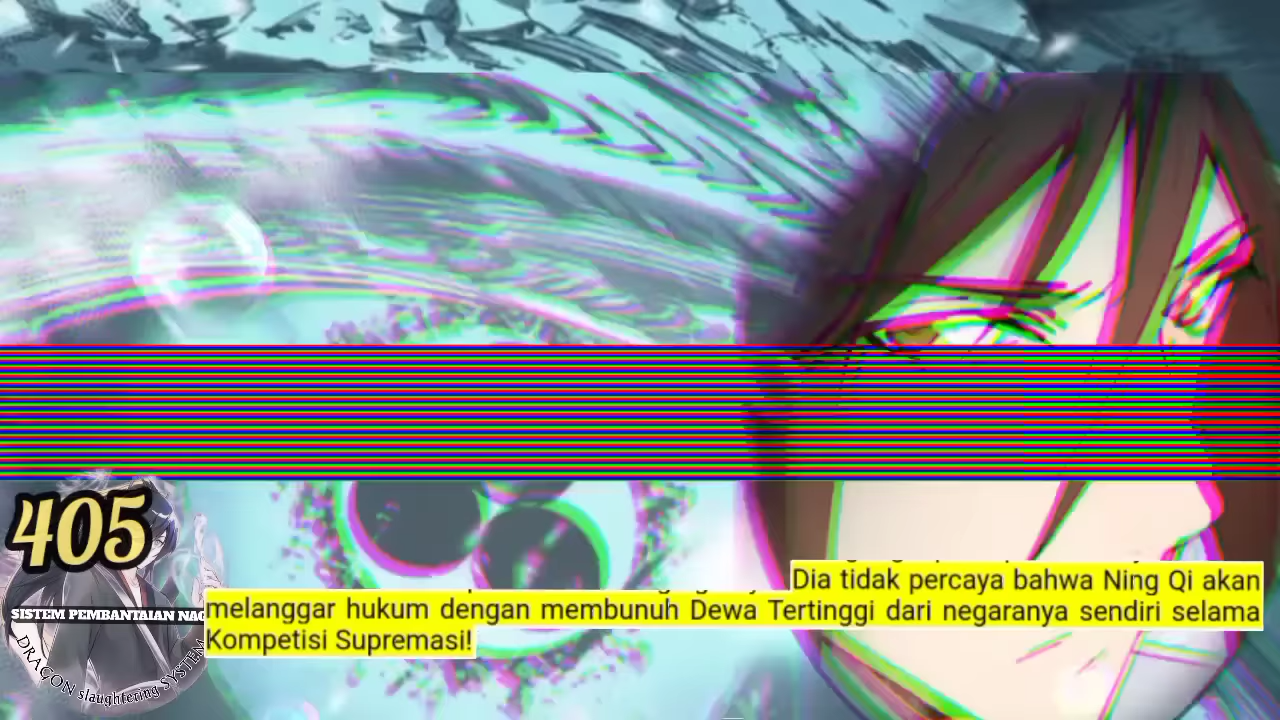 405
SISTEM PEMBANTAIAN NAG
DRAGON slaughtering SYSTEM
Dia tidak percaya bahwa Ning Qi akan
melanggar hukum dengan membunuh Dewa Tertinggi dari negaranya sendiri selama
Kompetisi Supremasi!